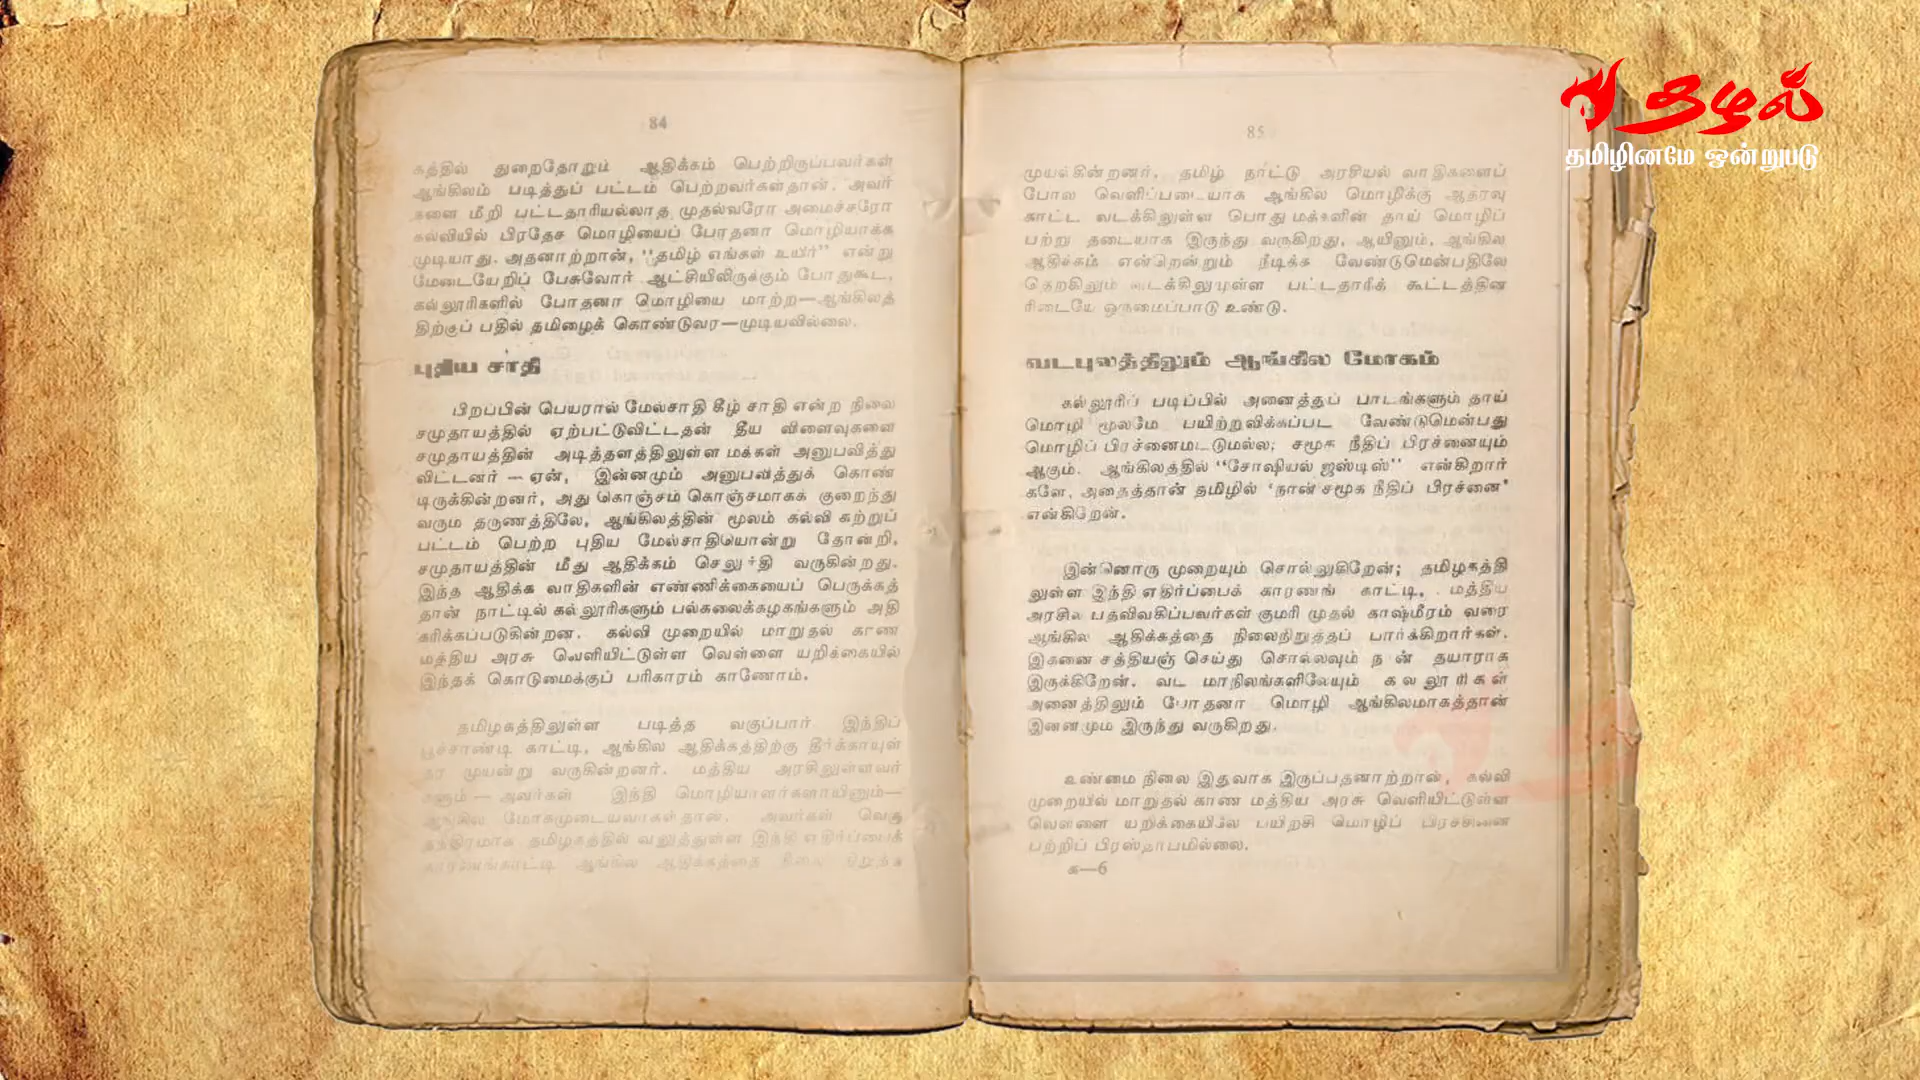 84
கத்தில் துறைதோறும் ஆதிக்கம் பெற்றிருப்பவர்கள்
ஆங்கிலம் படித்துப் பட்டம் பெற்றவர்கள்தான். அவர்
களை மீறி பட்டதாரியல்லாத முதல்வரோ அமைச்சரோ
கல்வியில் பிரதேச மொழியைப் போதனா மொழியாக்க
முடியாது. அதனாற்றான், "தமிழ் எங்கள் உயிர்" என்று
மேடையேறிப் பேசுவோர் ஆட்சியிலிருக்கும் போதுகூட,
கல்லூரிகளில் போதனா மொழியை மாற்ற—ஆங்கிலத்
திற்குப் பதில் தமிழைக் கொண்டுவர—முடியவில்லை.
புதிய சாதி
பிறப்பின் பெயரால் மேல்சாதி கீழ் சாதி என்ற நிலை
சமுதாயத்தில் ஏற்பட்டுவிட்டதன் தீய விளைவுகளை
சமுதாயத்தின் அடித்தளத்திலுள்ள மக்கள் அனுபவித்து
விட்டனர் — ஏன், இன்னமும் அனுபவித்துக் கொண்
டிருக்கின்றனர், அது கொஞ்சம் கொஞ்சமாகக் குறைந்து
வரும் தருணத்திலே, ஆங்கிலத்தின் மூலம் கல்வி கற்றுப்
பட்டம் பெற்ற புதிய மேல்சாதியொன்று தோன்றி,
சமுதாயத்தின் மீது ஆதிக்கம் செலுத்தி வருகின்றது.
இந்த ஆதிக்க வாதிகளின் எண்ணிக்கையைப் பெருக்கத்
தான் நாட்டில் கல்லூரிகளும் பல்கலைக்கழகங்களும் அதி
கரிக்கப்படுகின்றன. கல்வி முறையில் மாறுதல் காண
மத்திய அரசு வெளியிட்டுள்ள வெள்ளை யறிக்கையில்
இந்தக் கொடுமைக்குப் பரிகாரம் காணோம்.
தமிழகத்திலுள்ள படித்த வகுப்பார் இந்திப்
பூச்சாண்டி காட்டி, ஆங்கில ஆதிக்கத்திற்கு தீர்க்காயுள்
தர முயன்று வருகின்றனர். மத்திய அரசிலுள்ளவர்
களும் — அவர்கள் இந்தி மொழியாளர்களாயினும்—
ஆங்கில மோகமுடையவர்கள்தான். அவர்கள் வெகு
தந்திரமாக தமிழகத்தில் வலுத்துள்ள இந்தி எதிர்ப்பைக்
காரணங்காட்டி ஆங்கில ஆதிக்கத்தை நிலை நிறுத்த
85
முயல்கின்றனர். தமிழ் நாட்டு அரசியல் வாதிகளைப்
போல வெளிப்படையாக ஆங்கில மொழிக்கு ஆதரவு
காட்ட வடக்கிலுள்ள பொது மக்களின் தாய் மொழிப்
பற்று தடையாக இருந்து வருகிறது. ஆயினும், ஆங்கில
ஆதிக்கம் என்றென்றும் நீடிக்க வேண்டுமென்பதிலே
தெற்கிலும் வடக்கிலுமுள்ள பட்டதாரிக் கூட்டத்தின
ரிடையே ஒருமைப்பாடு உண்டு.
வடபுலத்திலும் ஆங்கில மோகம்
கல்லூரிப் படிப்பில் அனைத்துப் பாடங்களும் தாய்
மொழி மூலமே பயிற்றுவிக்கப்பட வேண்டுமென்பது
மொழிப் பிரச்னைமட்டுமல்ல; சமூக நீதிப் பிரச்னையும்
ஆகும். ஆங்கிலத்தில் "சோஷியல் ஜஸ்டிஸ்" என்கிறார்
களே, அதைத்தான் தமிழில் 'நான் சமூக நீதிப் பிரச்னை'
என்கிறேன்.
இன்னொரு முறையும் சொல்லுகிறேன்; தமிழகத்தி
லுள்ள இந்தி எதிர்ப்பைக் காரணங் காட்டி, மத்திய
அரசில் பதவிவகிப்பவர்கள் குமரி முதல் காஷ்மீரம் வரை
ஆங்கில ஆதிக்கத்தை நிலைநிறுத்தப் பார்க்கிறார்கள்.
இதனை சத்தியஞ் செய்து சொல்லவும் நான் தயாராக
இருக்கிறேன். வட மாநிலங்களிலேயும் கல்லூரிகள்
அனைத்திலும் போதனா மொழி ஆங்கிலமாகத்தான்
இன்னமும் இருந்து வருகிறது.
உண்மை நிலை இதுவாக இருப்பதனாற்றான், கல்வி
முறையில் மாறுதல் காண மத்திய அரசு வெளியிட்டுள்ள
வெள்ளை யறிக்கையிலே பயிற்சி மொழிப் பிரச்சினை
பற்றிப் பிரஸ்தாபமில்லை.
க—6
தழல்
தமிழினமே ஒன்றுபடு